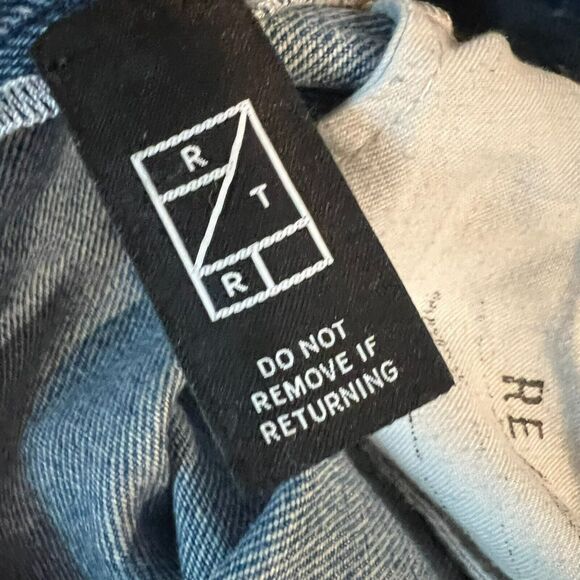 R
T
R
DO NOT
REMOVE IF
RETURNING
RE